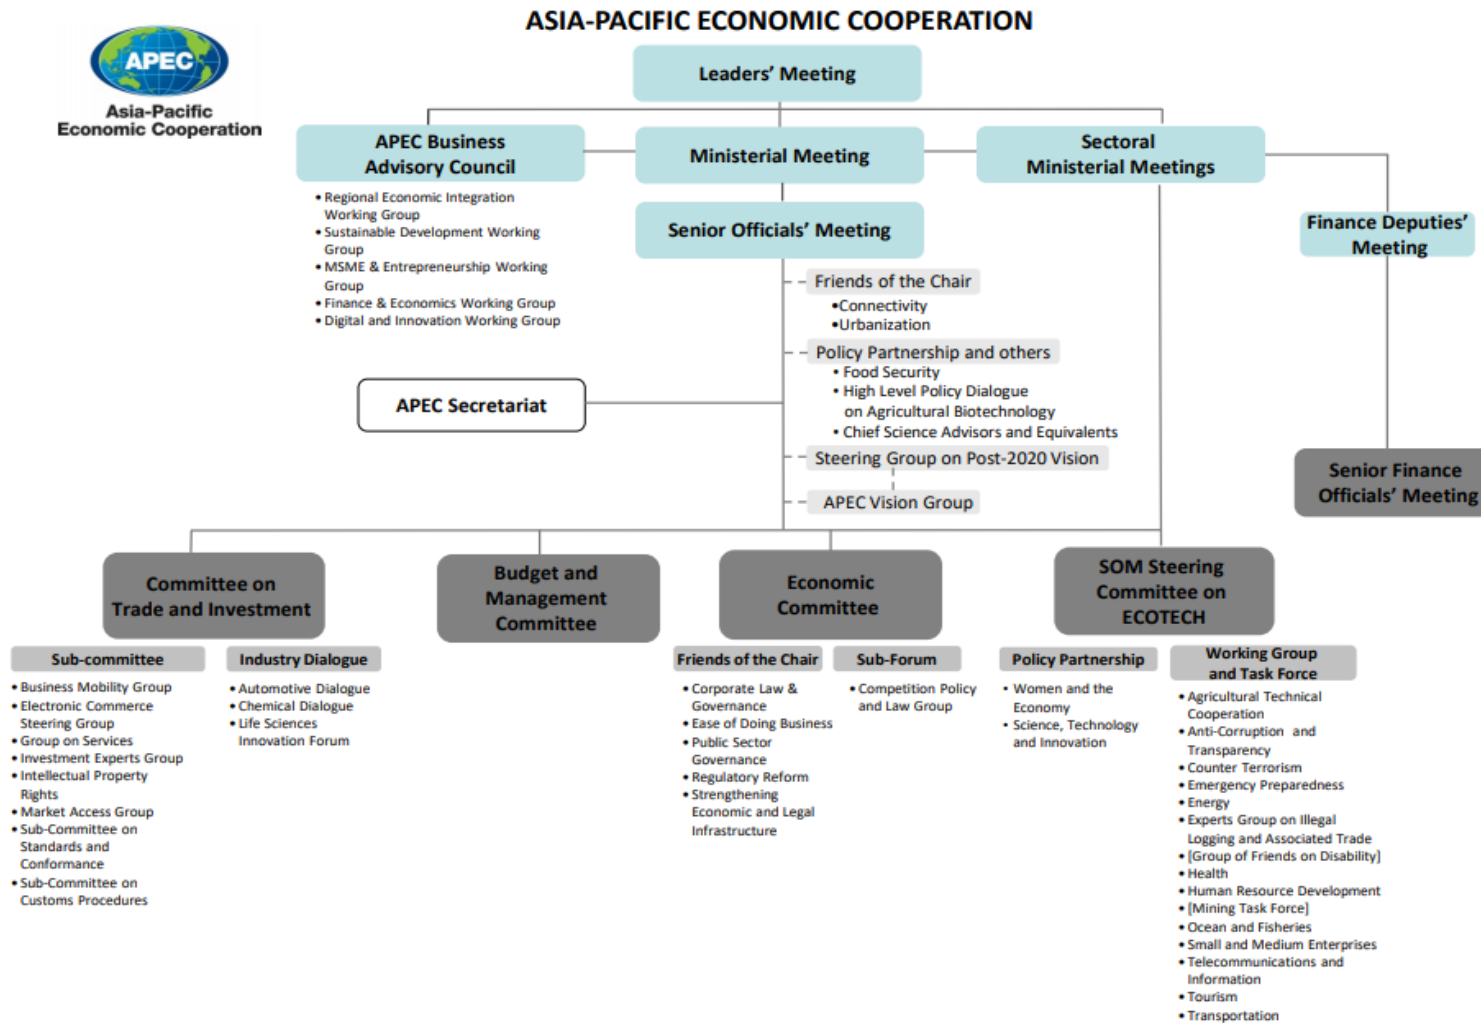 ASIA-PACIFIC ECONOMIC COOPERATION
APEC
Asia-Pacific
Economic Cooperation
Leaders' Meeting
APEC Business
Advisory Council
Ministerial Meeting
Sectoral
Ministerial Meetings
• Regional Economic Integration
Working Group
• Sustainable Development Working
Group
• MSME & Entrepreneurship Working
Group
• Finance & Economics Working Group
• Digital and Innovation Working Group
Senior Officials' Meeting
Finance Deputies'
Meeting
Friends of the Chair
•Connectivity
•Urbanization
Policy Partnership and others
• Food Security
• High Level Policy Dialogue
on Agricultural Biotechnology
• Chief Science Advisors and Equivalents
APEC Secretariat
Steering Group on Post-2020 Vision
APEC Vision Group
Senior Finance
Officials' Meeting
Committee on
Trade and Investment
Budget and
Management
Committee
Economic
Committee
SOM Steering
Committee on
ECOTECH
Sub-committee
• Business Mobility Group
• Electronic Commerce
Steering Group
• Group on Services
• Investment Experts Group
• Intellectual Property
Rights
• Market Access Group
• Sub-Committee on
Standards and
Conformance
• Sub-Committee on
Customs Procedures
Industry Dialogue
• Automotive Dialogue
• Chemical Dialogue
• Life Sciences
Innovation Forum
Friends of the Chair
• Corporate Law &
Governance
• Ease of Doing Business
• Public Sector
Governance
• Regulatory Reform
• Strengthening
Economic and Legal
Infrastructure
Sub-Forum
• Competition Policy
and Law Group
Policy Partnership
• Women and the
Economy
• Science, Technology
and Innovation
Working Group
and Task Force
• Agricultural Technical
Cooperation
• Anti-Corruption and
Transparency
• Counter Terrorism
• Emergency Preparedness
• Energy
• Experts Group on Illegal
Logging and Associated Trade
• [Group of Friends on Disability]
• Health
• Human Resource Development
• [Mining Task Force]
• Ocean and Fisheries
• Small and Medium Enterprises
• Telecommunications and
Information
• Tourism
• Transportation